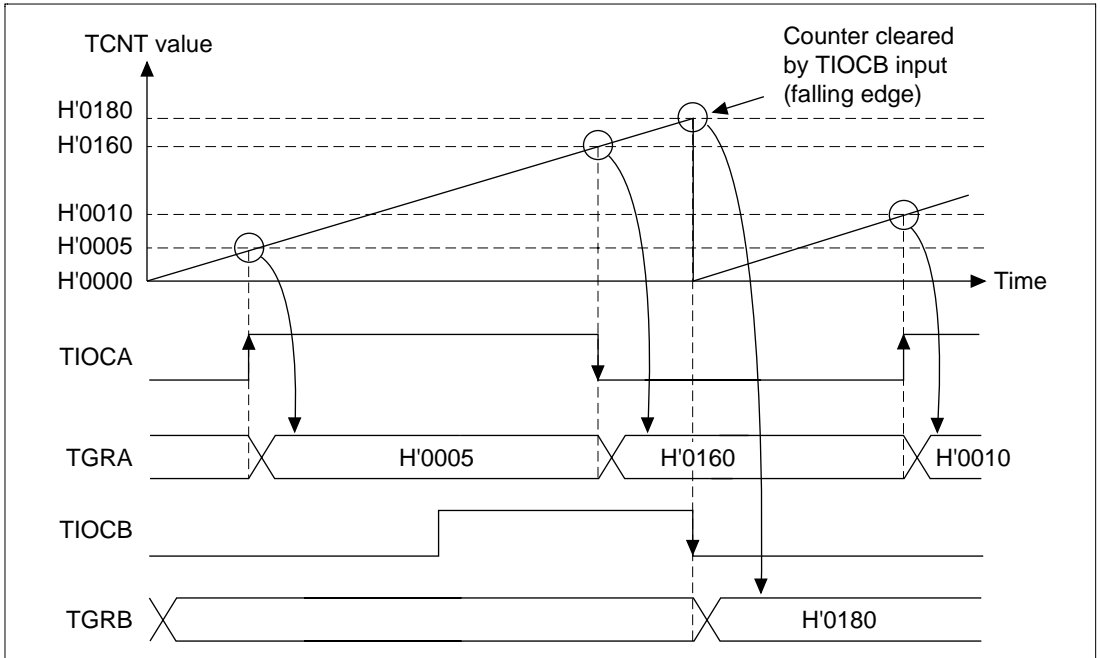 TCNT value
Counter cleared
by TIOCB input
(falling edge)
H'0180
H'0160
H'0010
H'0005
H'0000
Time
TIOCA
TGRA
H'0005
H'0160
H'0010
TIOCB
TGRB
H'0180